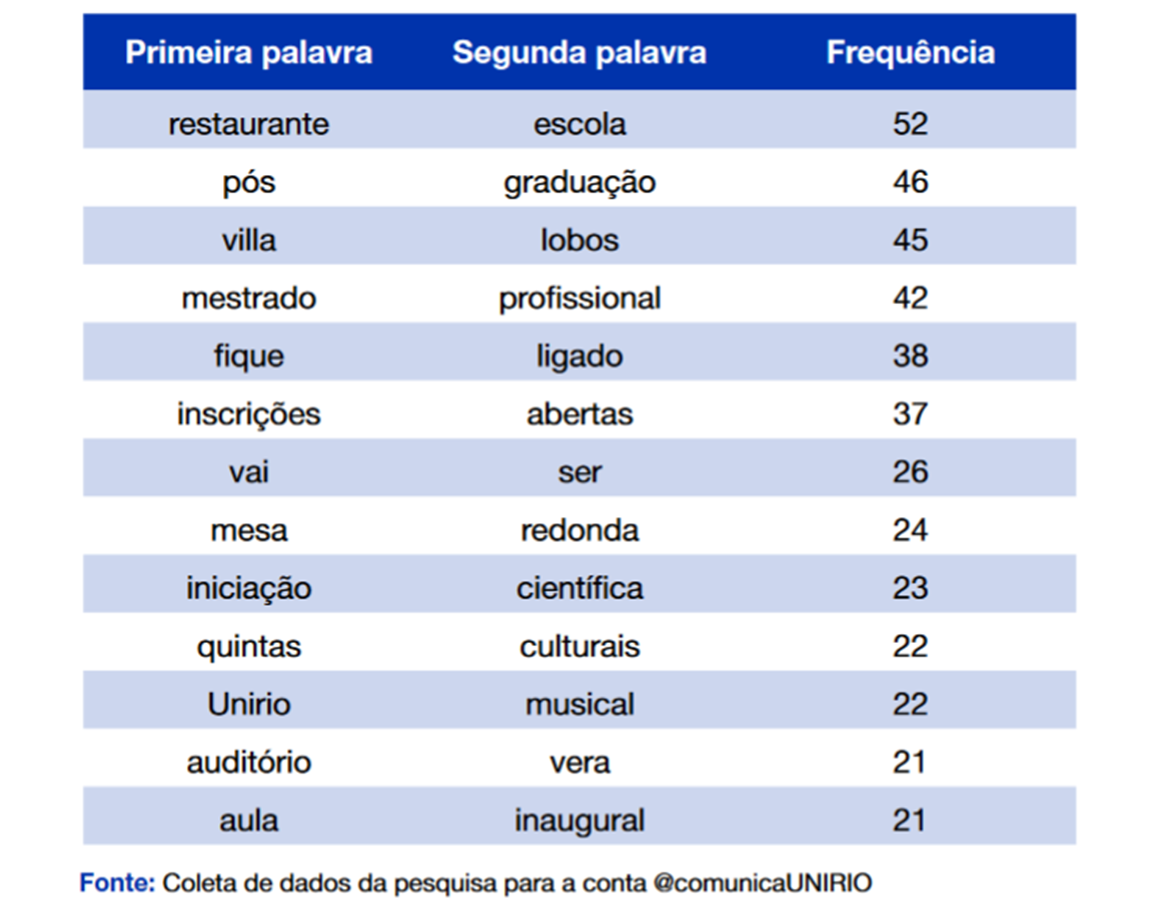 Primeira palavra Segunda palavra Frequência
restaurante escola 52
pós graduação 46
villa lobos 45
mestrado profissional 42
fique ligado 38
inscrições abertas 37
vai ser 26
mesa redonda 24
iniciação científica 23
quintas culturais 22
Unirio musical 22
auditório vera 21
aula inaugural 21
Fonte: Coleta de dados da pesquisa para a conta @comunicaUNIRIO